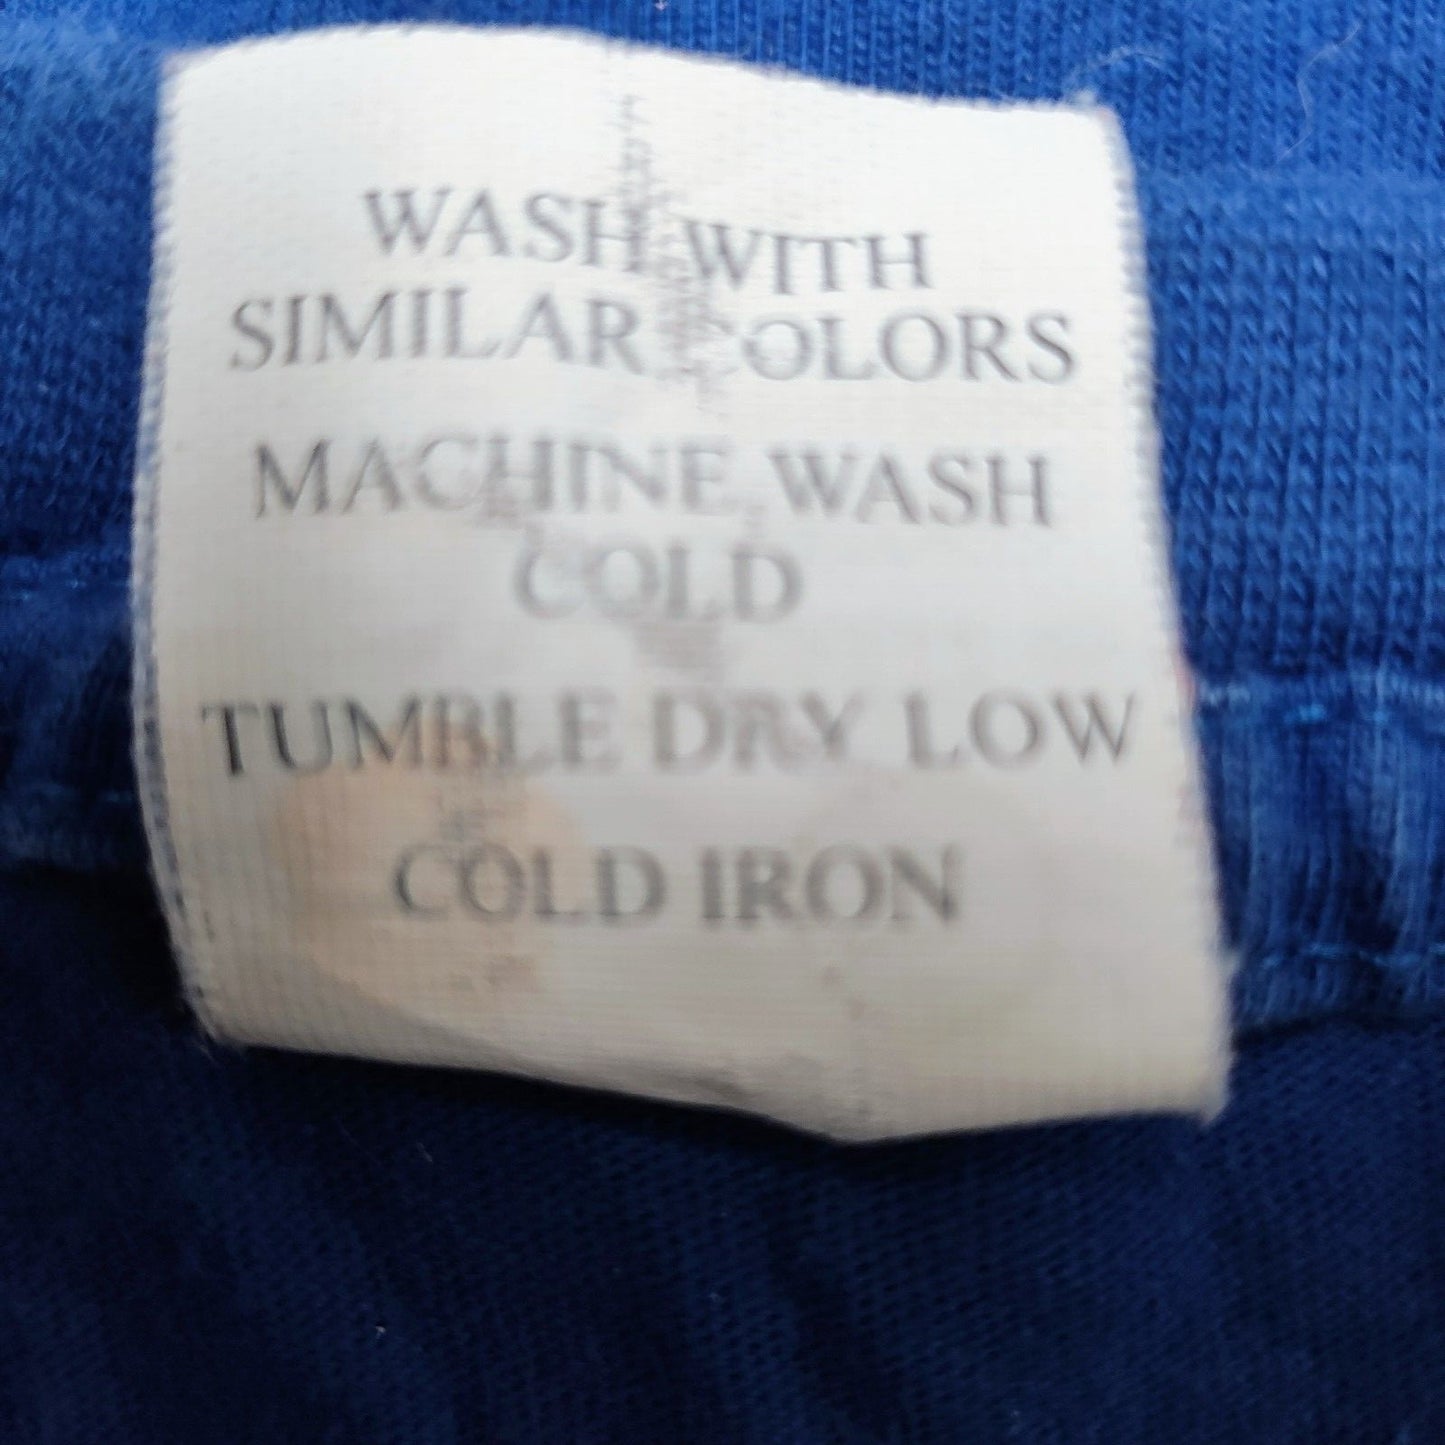 WASH WITH
SIMILAR COLORS
MACHINE WASH
COLD
TUMBLE DRY LOW
COLD IRON